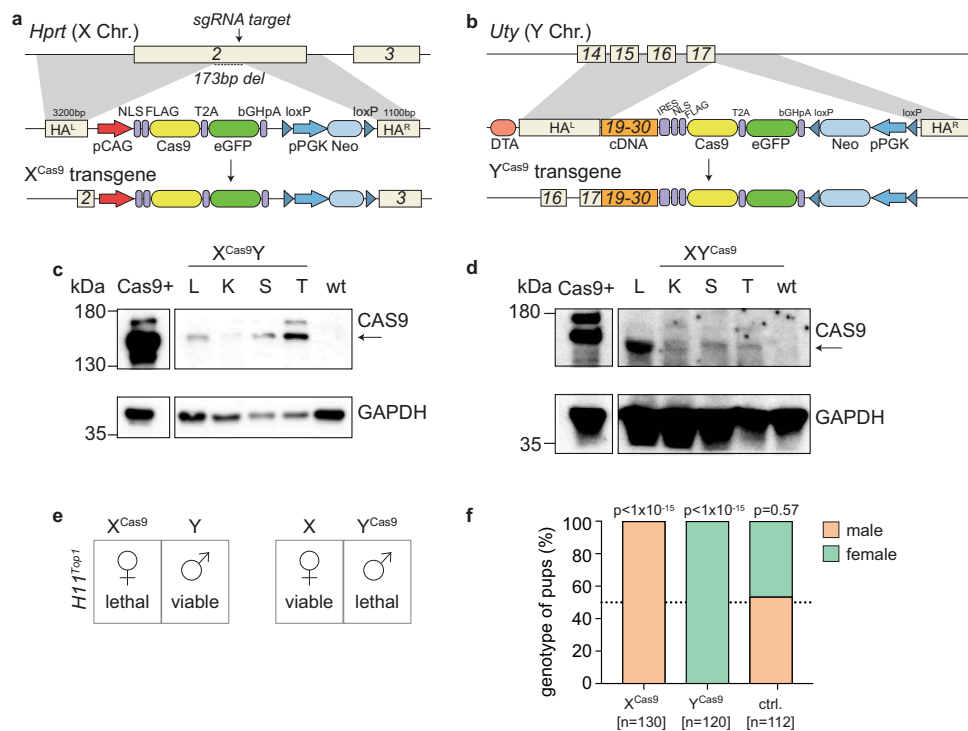 a
sgRNA target
Hprt (X Chr.)
2
3
173bp del
3200bp
NLS FLAG
T2A
bGHpA
loxP
loxP
1100bp
HA^L
HA^R
pCAG
Cas9
eGFP
pPGK Neo
X^Cas9 transgene
2
3
b
Uty (Y Chr.)
14
15
16
17
IRES
NLS
FLAG
T2A
bGHpA
loxP
loxP
HA^L
19-30
HA^R
DTA
cDNA
Cas9
eGFP
Neo
pPGK
Y^Cas9 transgene
16
17
19-30
c
X^Cas9Y
kDa
Cas9+
L
K
S
T
wt
180
CAS9
130
GAPDH
35
d
XY^Cas9
kDa
Cas9+
L
K
S
T
wt
180
CAS9
130
GAPDH
35
e
X^Cas9
Y
X
Y^Cas9
H11^Top1
♀
♂
♀
♂
lethal
viable
viable
lethal
f
p<1x10^-15
p<1x10^-15
p=0.57
100
80
60
40
20
0
genotype of pups (%)
male
female
X^Cas9
Y^Cas9
ctrl.
[n=130]
[n=120]
[n=112]